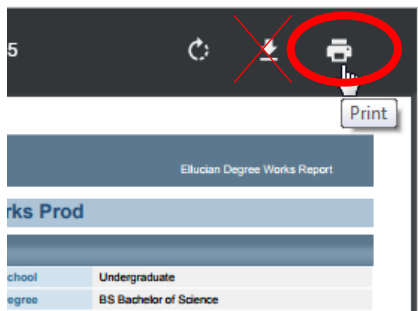 5
Print
Ellucian Degree Works Report
rks Prod
chool Undergraduate
egree BS Bachelor of Science